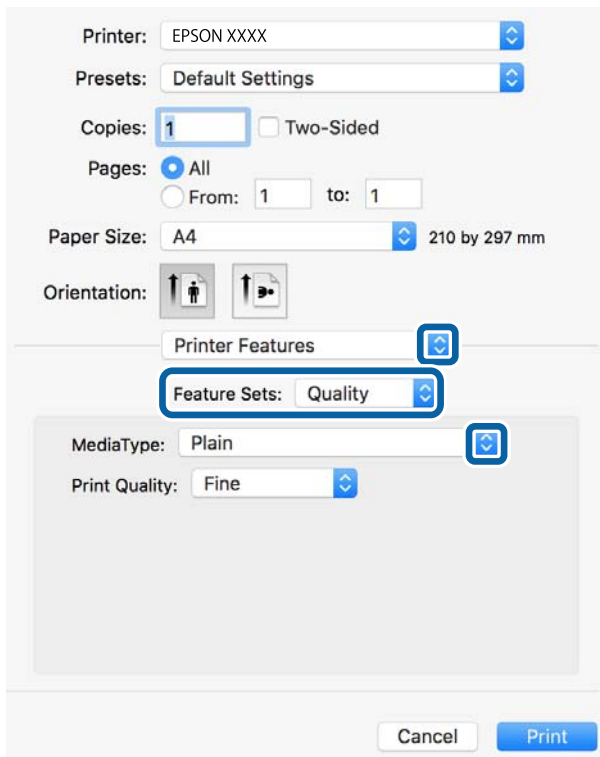 Printer: EPSON XXXX
Presets: Default Settings
Copies: 1 Two-Sided
Pages: All
From: 1 to: 1
Paper Size: A4 210 by 297 mm
Orientation:
Printer Features
Feature Sets: Quality
MediaType: Plain
Print Quality: Fine
Cancel Print